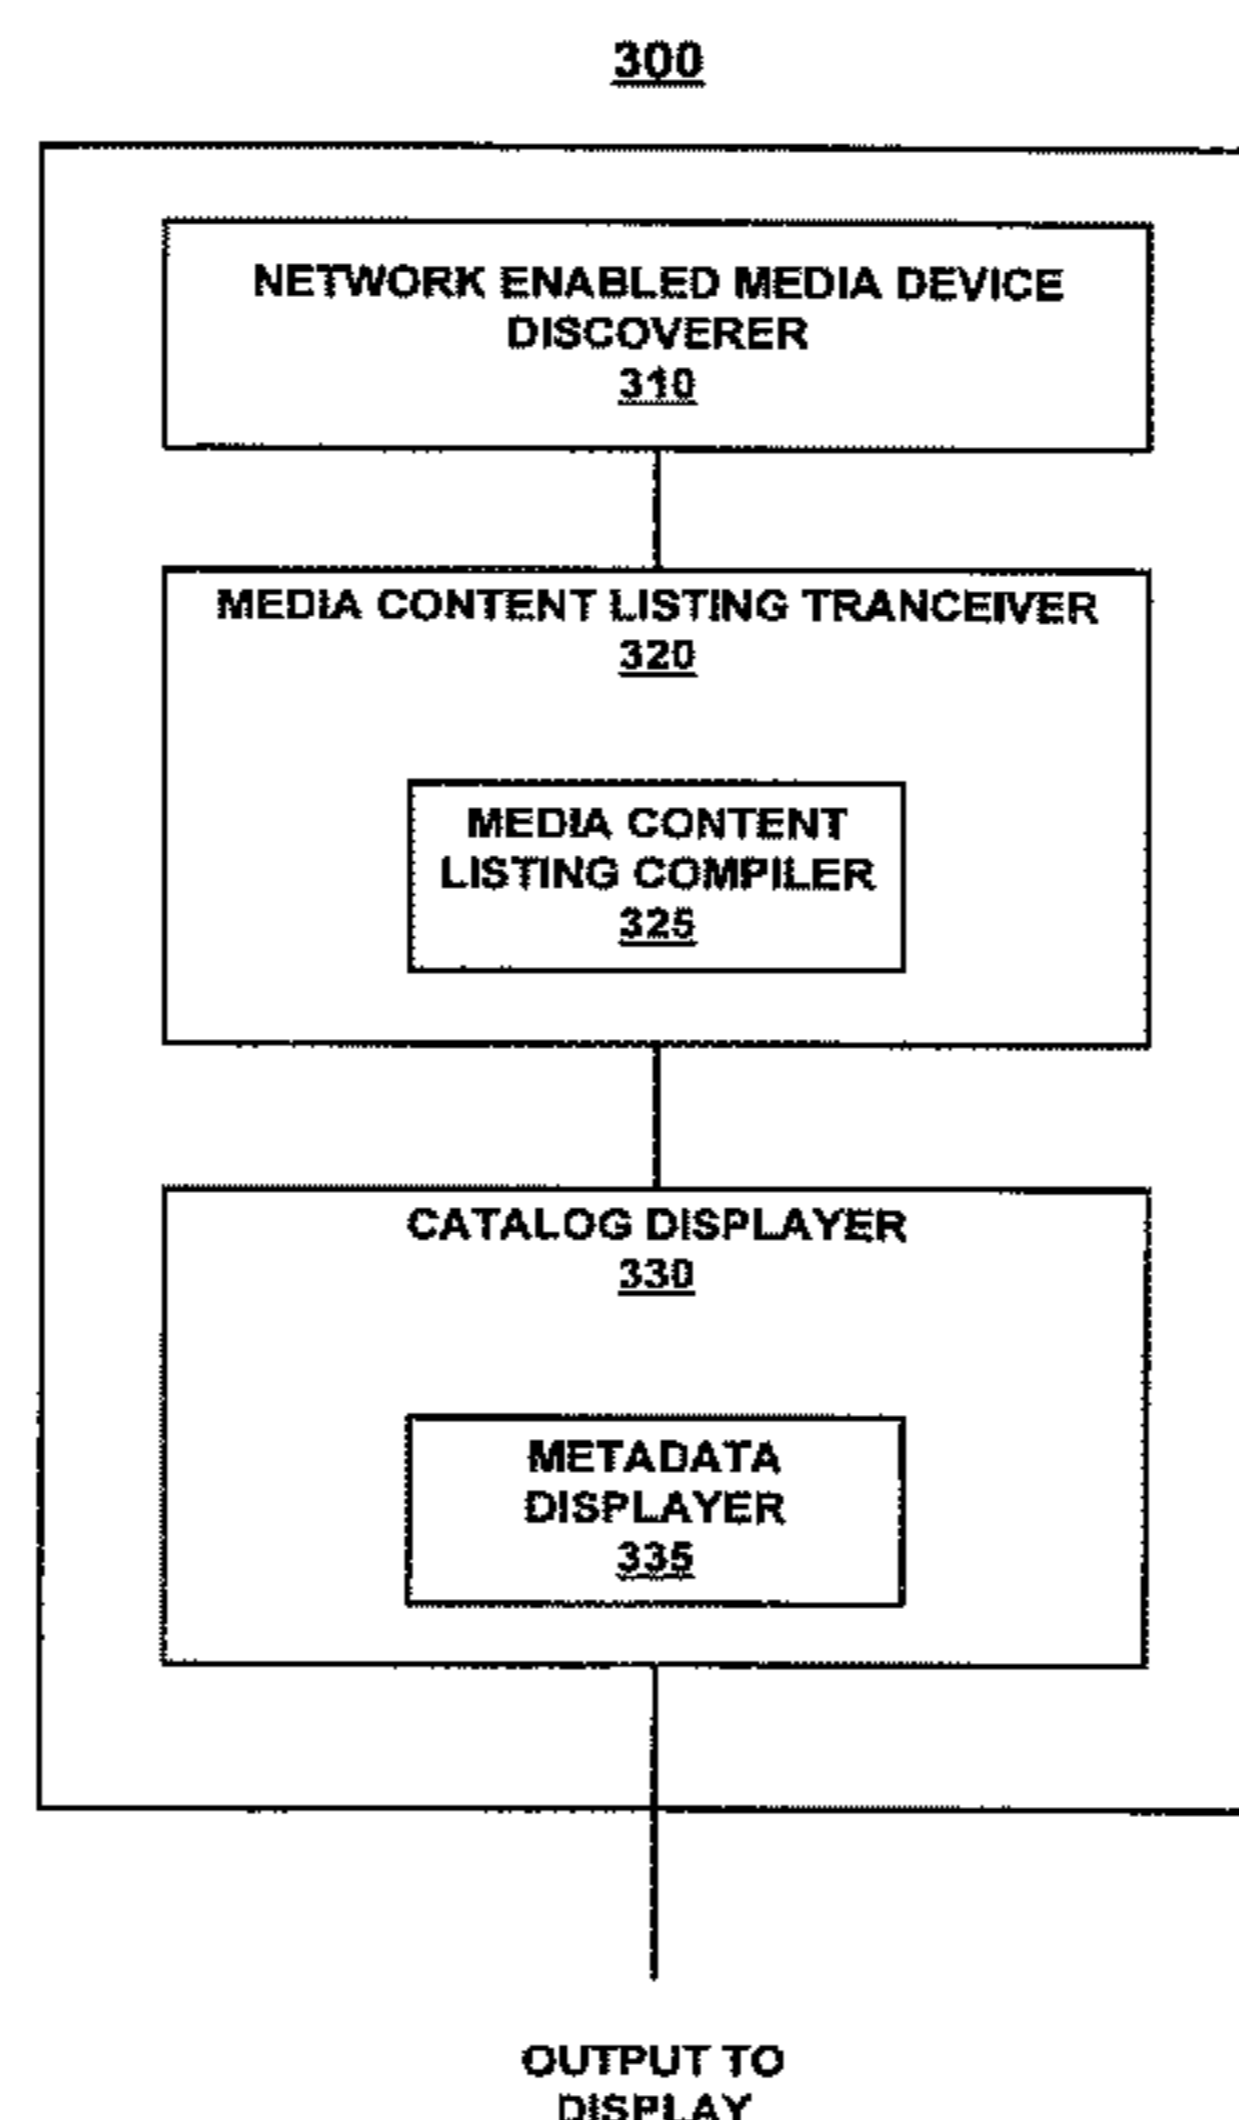 300
NETWORK ENABLED MEDIA DEVICE
DISCOVERER
310
MEDIA CONTENT LISTING TRANCEIVER
320
MEDIA CONTENT
LISTING COMPILER
325
CATALOG DISPLAYER
330
METADATA
DISPLAYER
335
OUTPUT TO
DISPLAY